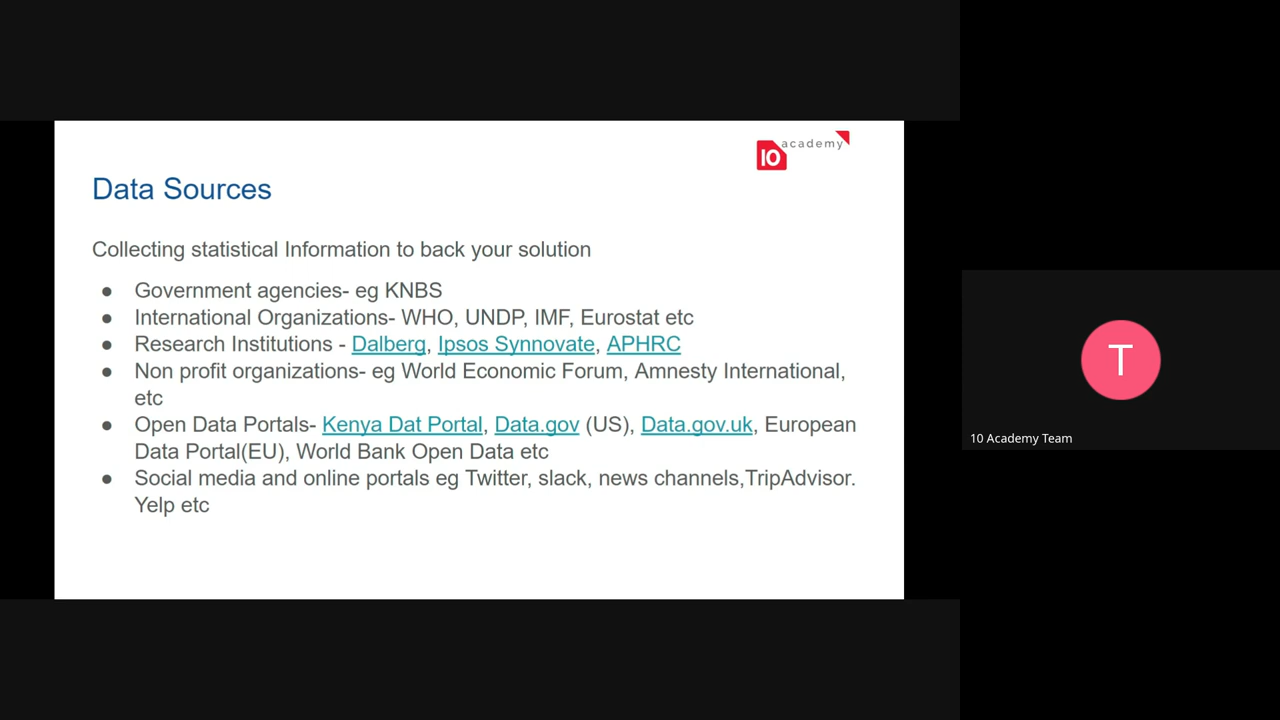 10 academy
Data Sources
Collecting statistical Information to back your solution
● Government agencies- eg KNBS
● International Organizations- WHO, UNDP, IMF, Eurostat etc
● Research Institutions - Dalberg, Ipsos Synnovate, APHRC
● Non profit organizations- eg World Economic Forum, Amnesty International,
etc
● Open Data Portals- Kenya Dat Portal, Data.gov (US), Data.gov.uk, European
Data Portal(EU), World Bank Open Data etc
● Social media and online portals eg Twitter, slack, news channels,TripAdvisor.
Yelp etc
T
10 Academy Team